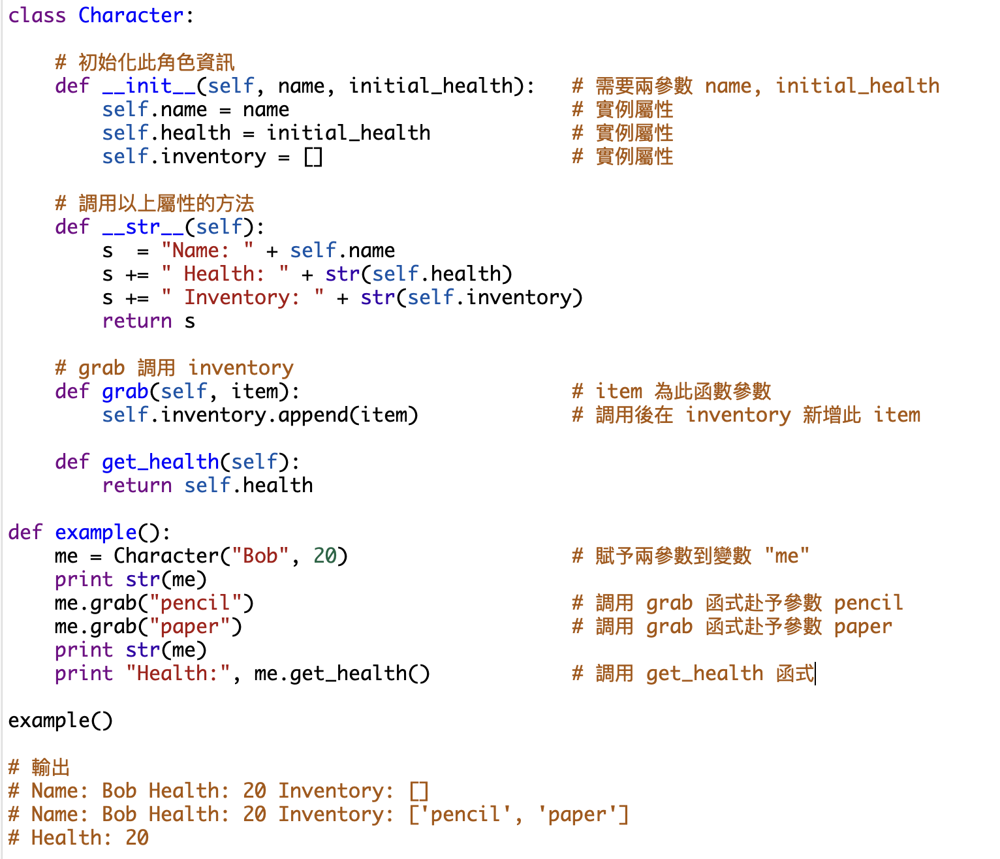 class Character:
    # 初始化此角色資訊
    def __init__(self, name, initial_health):   # 需要兩參數 name, initial_health
        self.name = name                        # 實例屬性
        self.health = initial_health            # 實例屬性
        self.inventory = []                     # 實例屬性
    # 調用以上屬性的方法
    def __str__(self):
        s  = "Name: " + self.name
        s += " Health: " + str(self.health)
        s += " Inventory: " + str(self.inventory)
        return s
    # grab 調用 inventory
    def grab(self, item):                       # item 為此函數參數
        self.inventory.append(item)             # 調用後在 inventory 新增此 item
    def get_health(self):
        return self.health
def example():
    me = Character("Bob", 20)                   # 賦予兩參數到變數 "me"
    print str(me)
    me.grab("pencil")                           # 調用 grab 函式赴予參數 pencil
    me.grab("paper")                            # 調用 grab 函式赴予參數 paper
    print str(me)
    print "Health:", me.get_health()            # 調用 get_health 函式
example()
# 輸出
# Name: Bob Health: 20 Inventory: []
# Name: Bob Health: 20 Inventory: ['pencil', 'paper']
# Health: 20